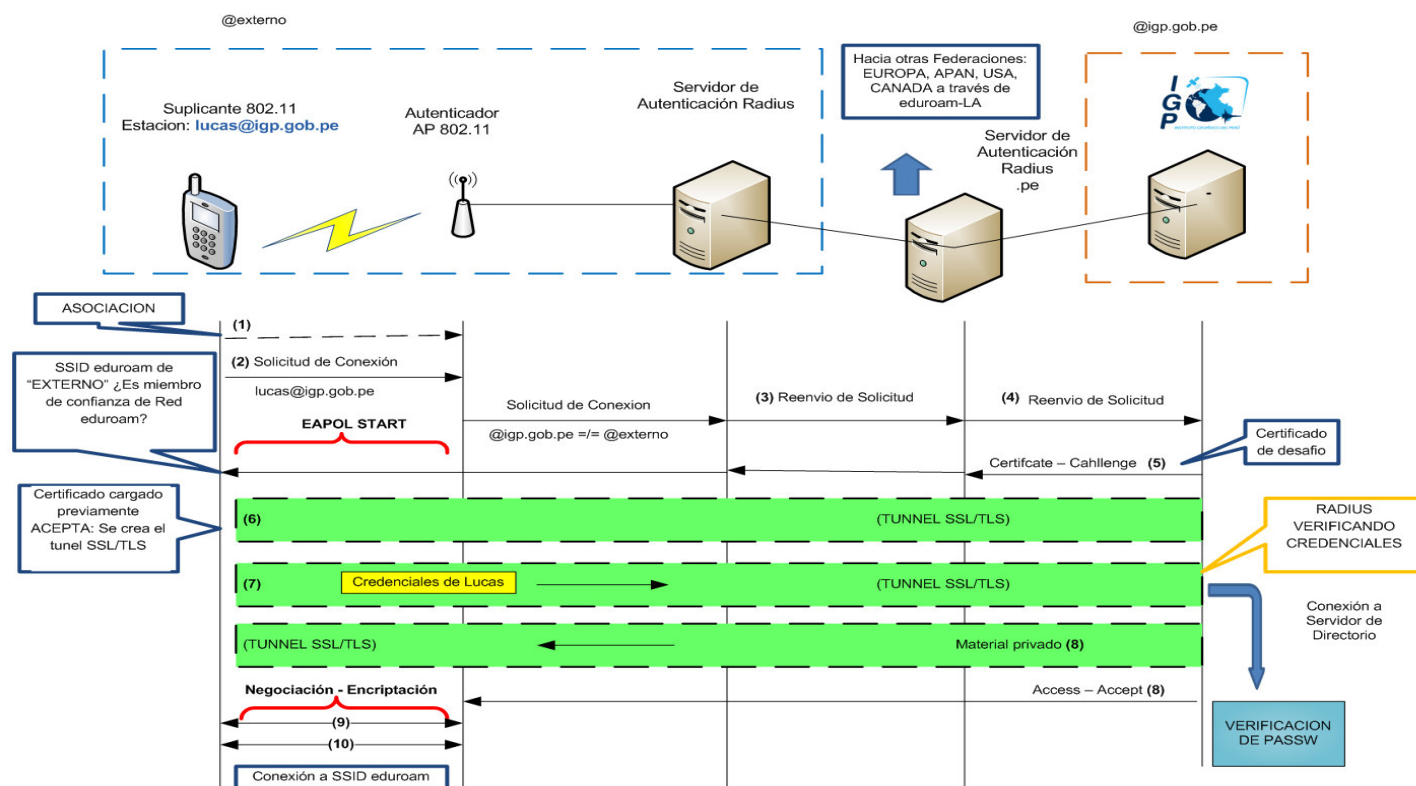 @externo
@igp.gob.pe
Hacia otras Federaciones:
EUROPA, APAN, USA,
CANADA a través de
eduroam-LA
Suplicante 802.11
Estacion: lucas@igp.gob.pe
Autenticador
AP 802.11
Servidor de
Autenticación Radius
Servidor de
Autenticación
Radius
.pe
IGP
INSTITUTO GEOFÍSICO DEL PERÚ
ASOCIACION
(1)
(2) Solicitud de Conexión
lucas@igp.gob.pe
SSID eduroam de
“EXTERNO” ¿Es miembro
de confianza de Red
eduroam?
EAPOL START
Solicitud de Conexion
@igp.gob.pe =/= @externo
(3) Reenvio de Solicitud
(4) Reenvio de Solicitud
Certifcate – Cahllenge (5)
Certificado
de desafio
Certificado cargado
previamente
ACEPTA: Se crea el
tunel SSL/TLS
(6)
(TUNNEL SSL/TLS)
RADIUS
VERIFICANDO
CREDENCIALES
(7)
Credenciales de Lucas
(TUNNEL SSL/TLS)
Conexión a
Servidor de
Directorio
(TUNNEL SSL/TLS)
Material privado (8)
Negociación - Encriptación
Access – Accept (8)
(9)
(10)
VERIFICACION
DE PASSW
Conexión a SSID eduroam